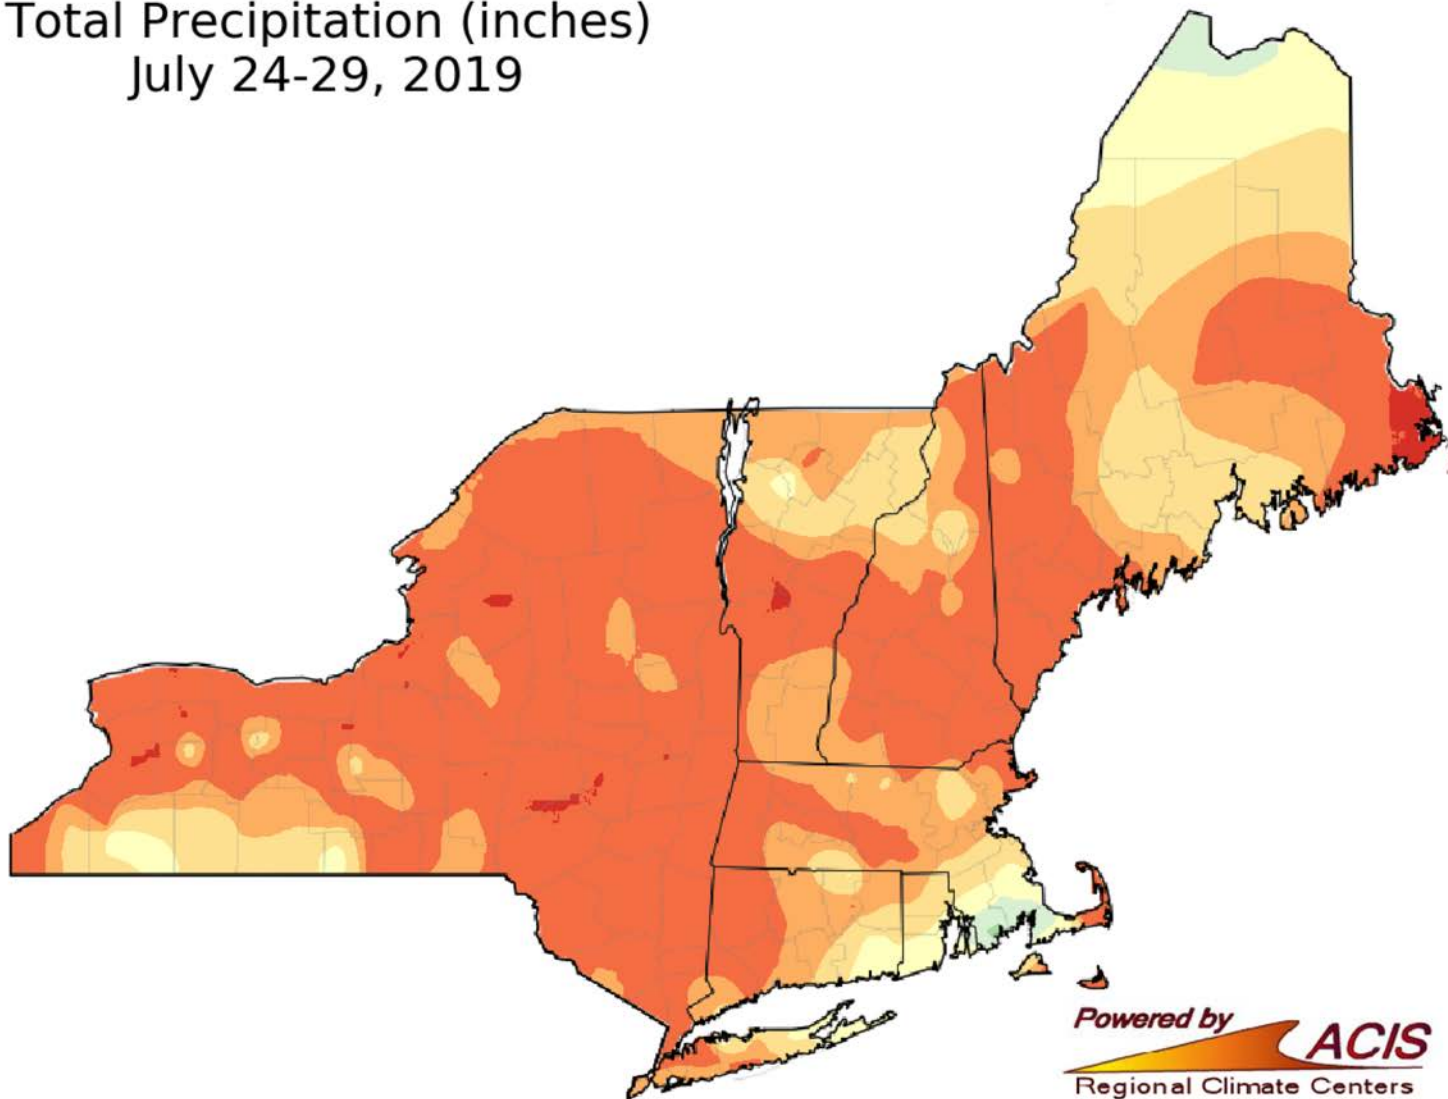 Total Precipitation (inches)
July 24-29, 2019
Powered by
ACIS
Regional Climate Centers